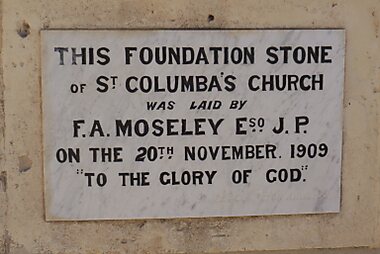 THIS FOUNDATION STONE
OF ST COLUMBA'S CHURCH
WAS LAID BY
F.A. MOSELEY ESQ J.P.
ON THE 20TH NOVEMBER. 1909
"TO THE GLORY OF GOD."